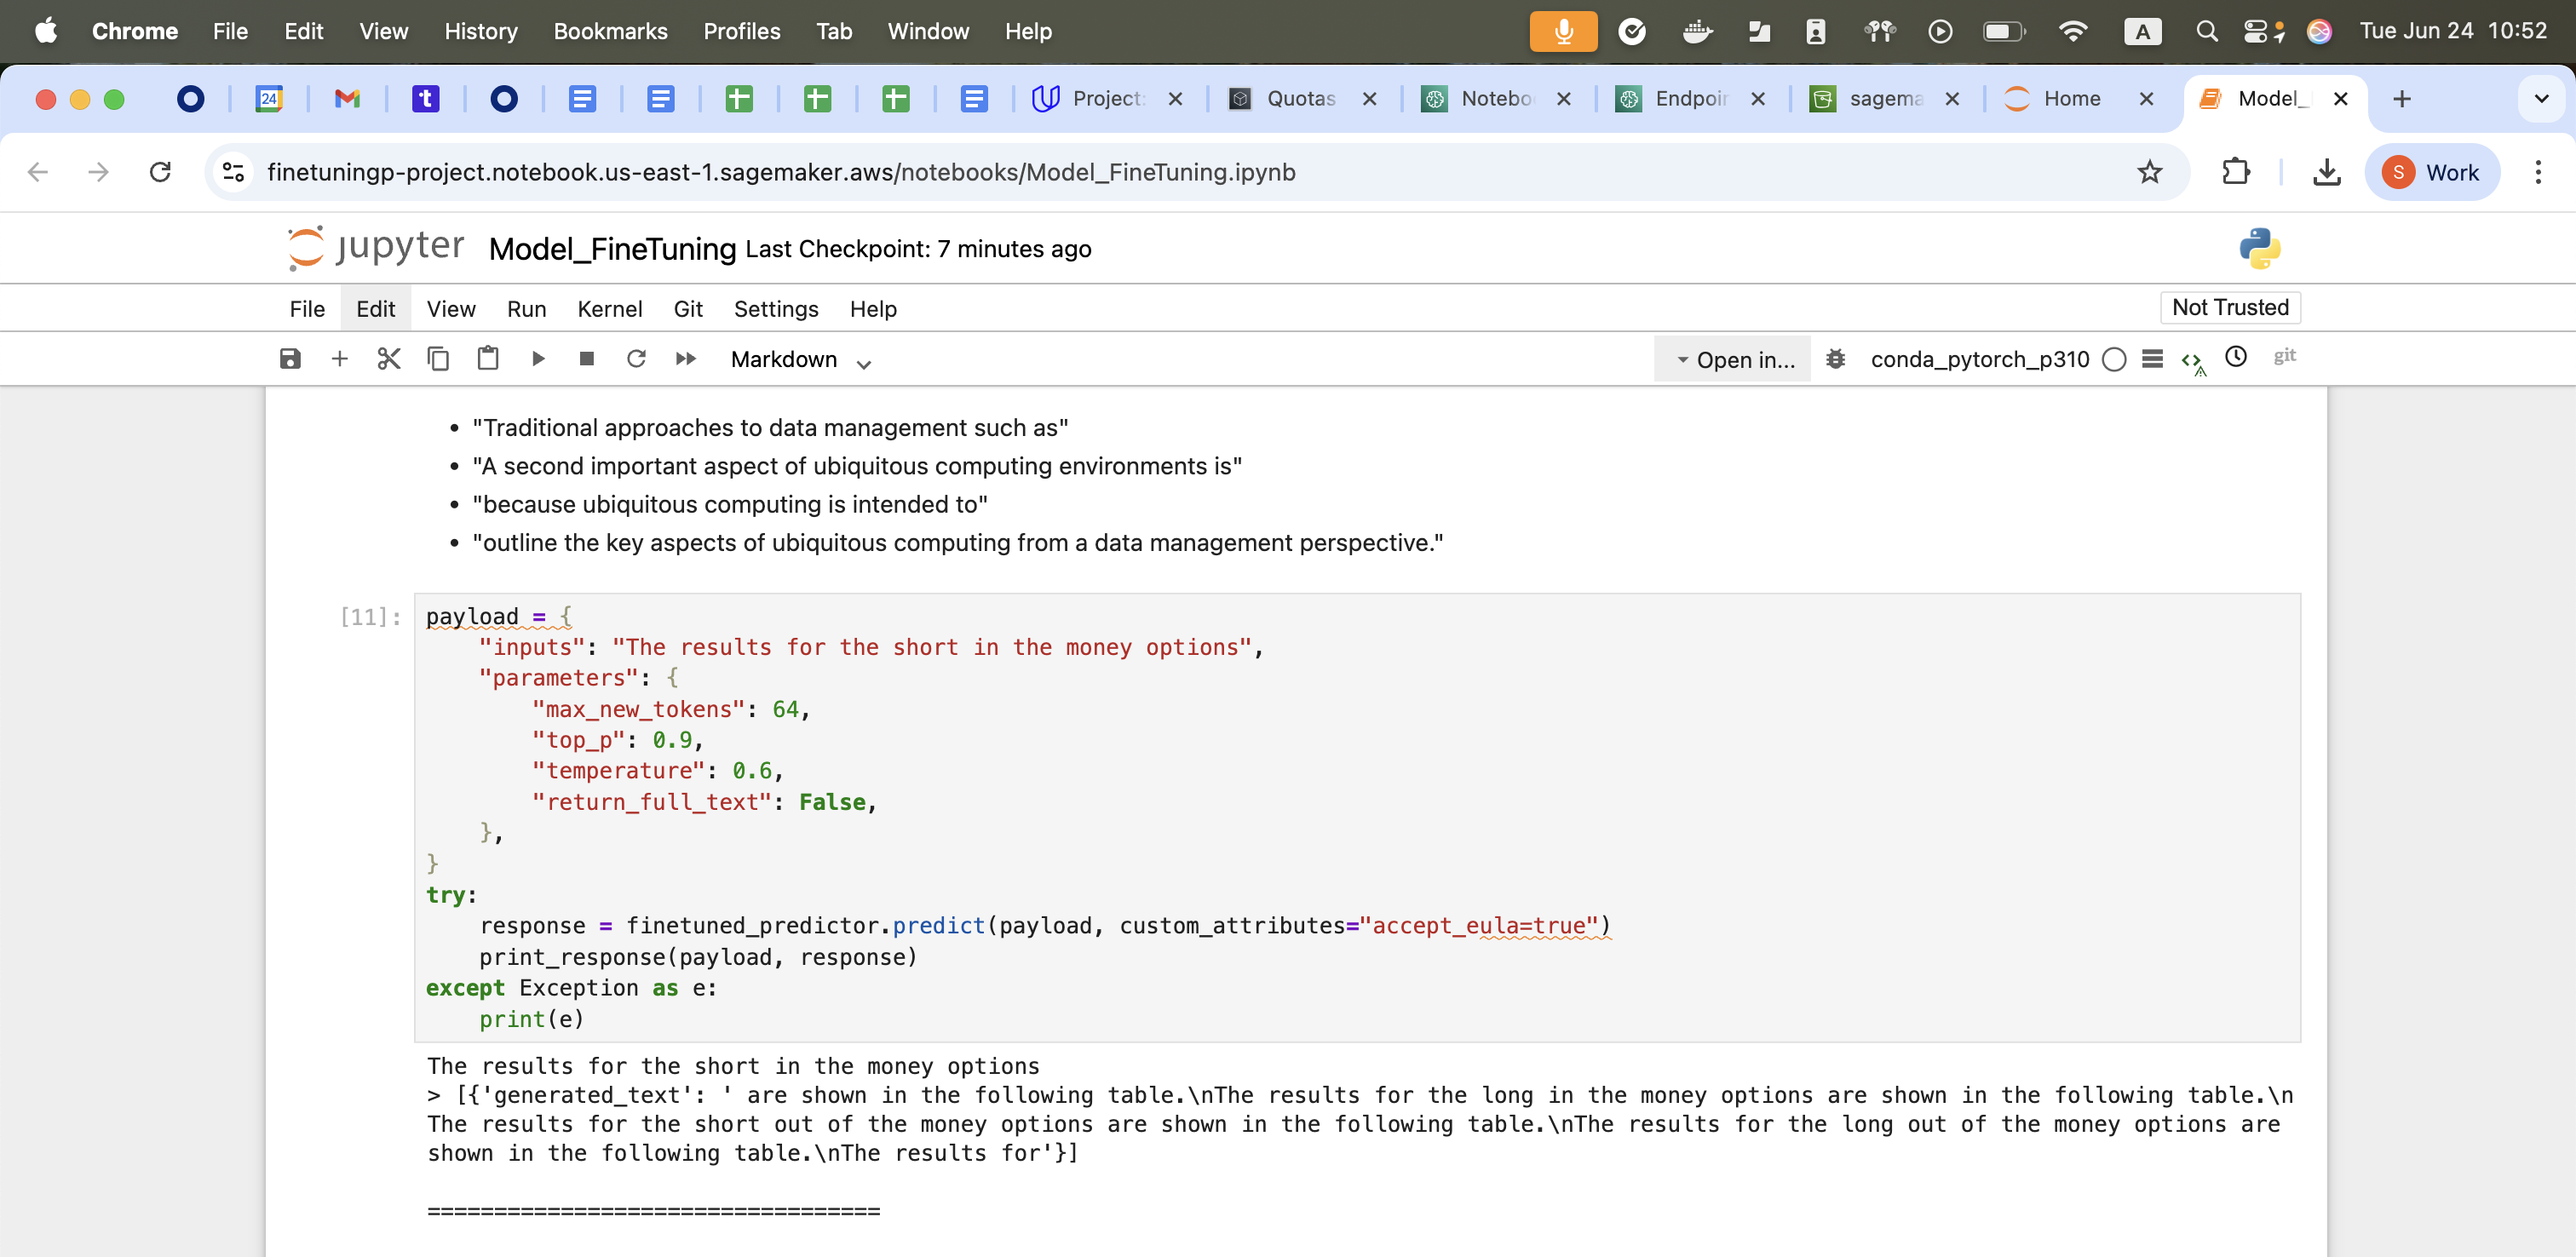 Chrome File Edit View History Bookmarks Profiles Tab Window Help A Tue Jun 24 10:52
24 t Project Quotas Notebo Endpoin sagema Home Model_
finetuningp-project.notebook.us-east-1.sagemaker.aws/notebooks/Model_FineTuning.ipynb S Work
jupyter Model_FineTuning Last Checkpoint: 7 minutes ago
File Edit View Run Kernel Git Settings Help Not Trusted
Markdown Open in... conda_pytorch_p310 git
• "Traditional approaches to data management such as"
• "A second important aspect of ubiquitous computing environments is"
• "because ubiquitous computing is intended to"
• "outline the key aspects of ubiquitous computing from a data management perspective."
[11]: payload = {
    "inputs": "The results for the short in the money options",
    "parameters": {
        "max_new_tokens": 64,
        "top_p": 0.9,
        "temperature": 0.6,
        "return_full_text": False,
    },
}
try:
    response = finetuned_predictor.predict(payload, custom_attributes="accept_eula=true")
    print_response(payload, response)
except Exception as e:
    print(e)
The results for the short in the money options
> [{'generated_text': ' are shown in the following table.\nThe results for the long in the money options are shown in the following table.\n
The results for the short out of the money options are shown in the following table.\nThe results for the long out of the money options are
shown in the following table.\nThe results for'}]
==================================